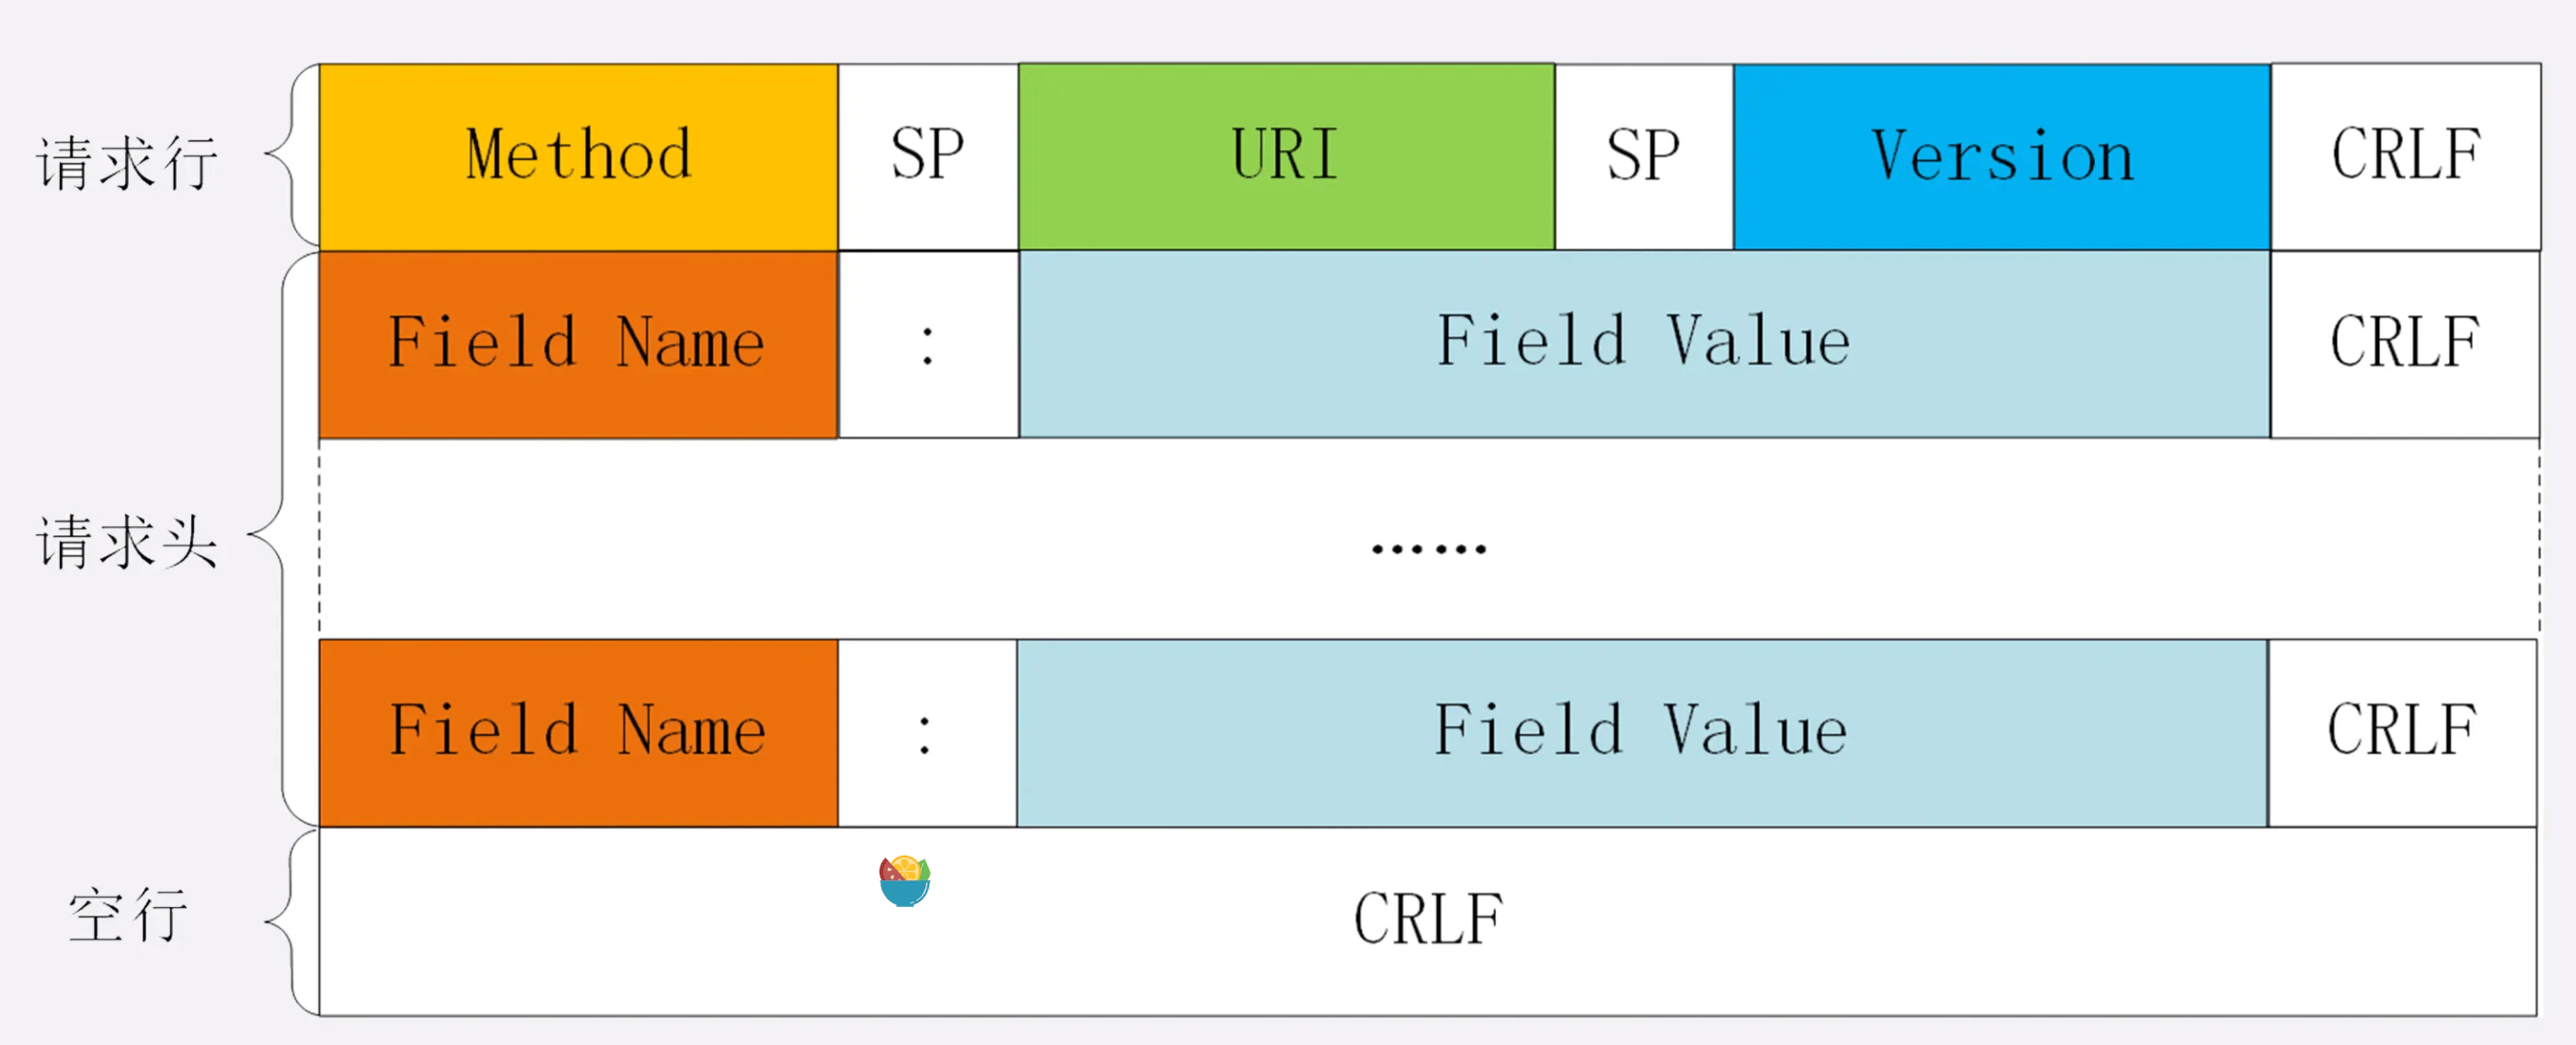 请求行 Method SP URI SP Version CRLF
Field Name : Field Value CRLF
请求头 ……
Field Name : Field Value CRLF
空行 CRLF